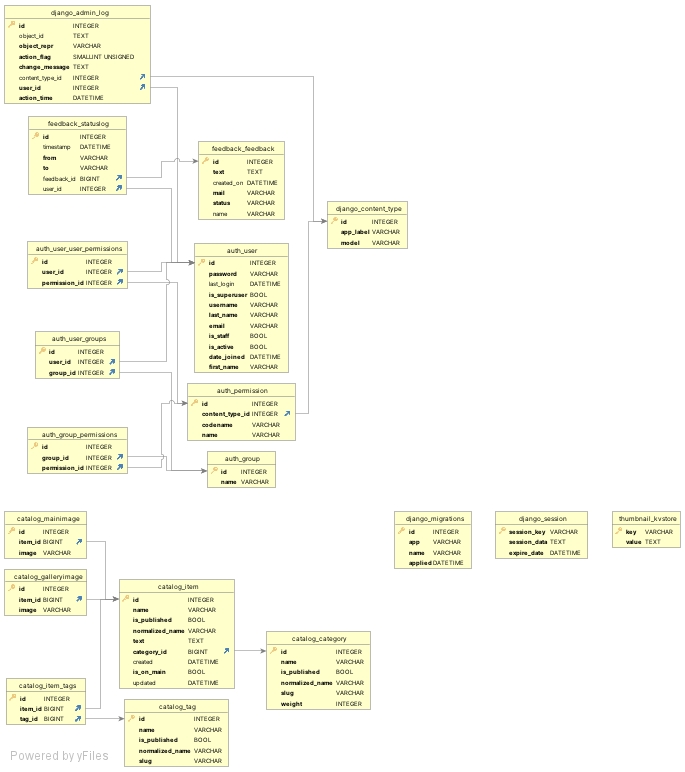 django_admin_log
id INTEGER
object_id TEXT
object_repr VARCHAR
action_flag SMALLINT UNSIGNED
change_message TEXT
content_type_id INTEGER
user_id INTEGER
action_time DATETIME
feedback_statuslog
id INTEGER
timestamp DATETIME
from VARCHAR
to VARCHAR
feedback_id BIGINT
user_id INTEGER
feedback_feedback
id INTEGER
text TEXT
created_on DATETIME
mail VARCHAR
status VARCHAR
name VARCHAR
django_content_type
id INTEGER
app_label VARCHAR
model VARCHAR
auth_user_user_permissions
id INTEGER
user_id INTEGER
permission_id INTEGER
auth_user
id INTEGER
password VARCHAR
last_login DATETIME
is_superuser BOOL
username VARCHAR
last_name VARCHAR
email VARCHAR
is_staff BOOL
is_active BOOL
date_joined DATETIME
first_name VARCHAR
auth_user_groups
id INTEGER
user_id INTEGER
group_id INTEGER
auth_permission
id INTEGER
content_type_id INTEGER
codename VARCHAR
name VARCHAR
auth_group_permissions
id INTEGER
group_id INTEGER
permission_id INTEGER
auth_group
id INTEGER
name VARCHAR
catalog_mainimage
id INTEGER
item_id BIGINT
image VARCHAR
django_migrations
id INTEGER
app VARCHAR
name VARCHAR
applied DATETIME
django_session
session_key VARCHAR
session_data TEXT
expire_date DATETIME
thumbnail_kvstore
key VARCHAR
value TEXT
catalog_galleryimage
id INTEGER
item_id BIGINT
image VARCHAR
catalog_item
id INTEGER
name VARCHAR
is_published BOOL
normalized_name VARCHAR
text TEXT
category_id BIGINT
created DATETIME
is_on_main BOOL
updated DATETIME
catalog_category
id INTEGER
name VARCHAR
is_published BOOL
normalized_name VARCHAR
slug VARCHAR
weight INTEGER
catalog_item_tags
id INTEGER
item_id BIGINT
tag_id BIGINT
catalog_tag
id INTEGER
name VARCHAR
is_published BOOL
normalized_name VARCHAR
slug VARCHAR
Powered by yFiles